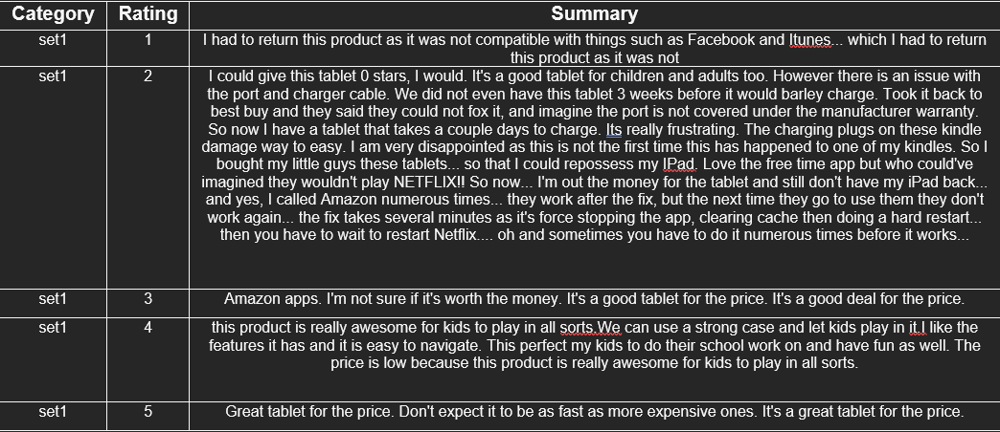 Category Rating Summary
set1 1 I had to return this product as it was not compatible with things such as Facebook and Itunes... which I had to return
this product as it was not
set1 2 I could give this tablet 0 stars, I would. It's a good tablet for children and adults too. However there is an issue with
the port and charger cable. We did not even have this tablet 3 weeks before it would barley charge. Took it back to
best buy and they said they could not fox it, and imagine the port is not covered under the manufacturer warranty.
So now I have a tablet that takes a couple days to charge. Its really frustrating. The charging plugs on these kindle
damage way to easy. I am very disappointed as this is not the first time this has happened to one of my kindles. So I
bought my little guys these tablets... so that I could repossess my IPad. Love the free time app but who could've
imagined they wouldn't play NETFLIX!! So now... I'm out the money for the tablet and still don't have my iPad back...
and yes, I called Amazon numerous times... they work after the fix, but the next time they go to use them they don't
work again... the fix takes several minutes as it's force stopping the app, clearing cache then doing a hard restart...
then you have to wait to restart Netflix.... oh and sometimes you have to do it numerous times before it works...
set1 3 Amazon apps. I'm not sure if it's worth the money. It's a good tablet for the price. It's a good deal for the price.
set1 4 this product is really awesome for kids to play in all sorts.We can use a strong case and let kids play in it.I like the
features it has and it is easy to navigate. This perfect my kids to do their school work on and have fun as well. The
price is low because this product is really awesome for kids to play in all sorts.
set1 5 Great tablet for the price. Don't expect it to be as fast as more expensive ones. It's a great tablet for the price.